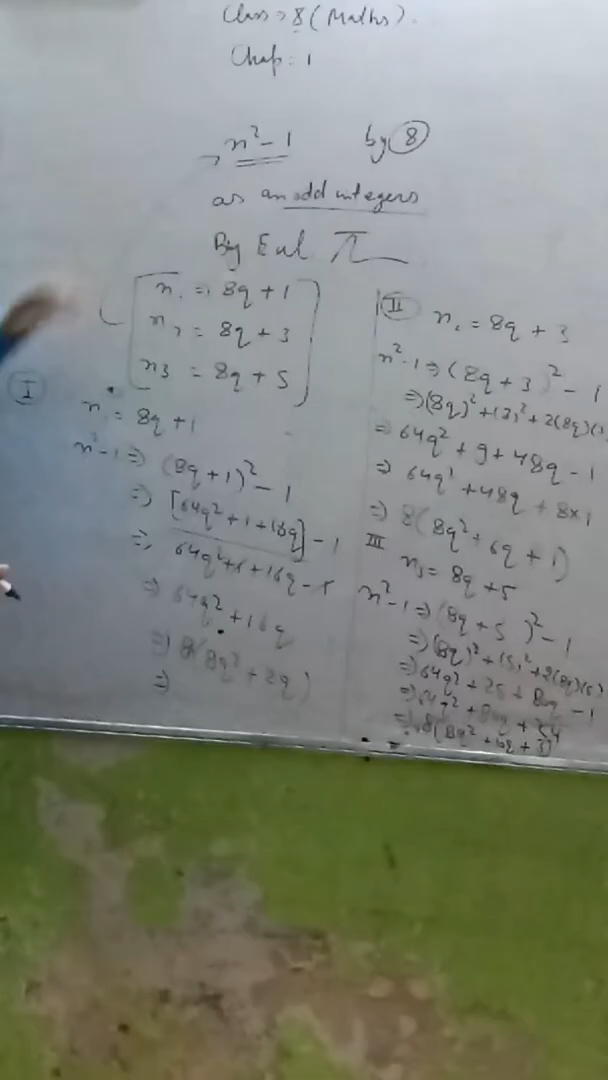 Class → 8 (Maths).
Chap: 1
→ n² - 1 by 8
as an odd integers
By Eul
n₁ ⇒ 8q + 1
n₂ = 8q + 3
n3 = 8q + 5
I
n₁ = 8q + 1
n²-1 ⇒ (8q + 1)² - 1
⇒ [64q² + 1 + 16q] - 1
⇒ 64q² + 1 + 16q - 1
⇒ 64q² + 16q
⇒ 8(8q² + 2q)
⇒
II n₂ = 8q + 3
n²-1 ⇒ (8q + 3)² - 1
⇒ (8q)² + (3)² + 2(8q)(
⇒ 64q² + 9 + 48q - 1
⇒ 64q² + 48q + 8×1
⇒ 8(8q² + 6q + 1)
III n3 = 8q + 5
n²-1 ⇒ (8q + 5)² - 1
⇒ (8q)² + (5)² + 2(8q)(5)
⇒ 64q² + 25 + 80q - 1
⇒ 64q² + 80q + 24